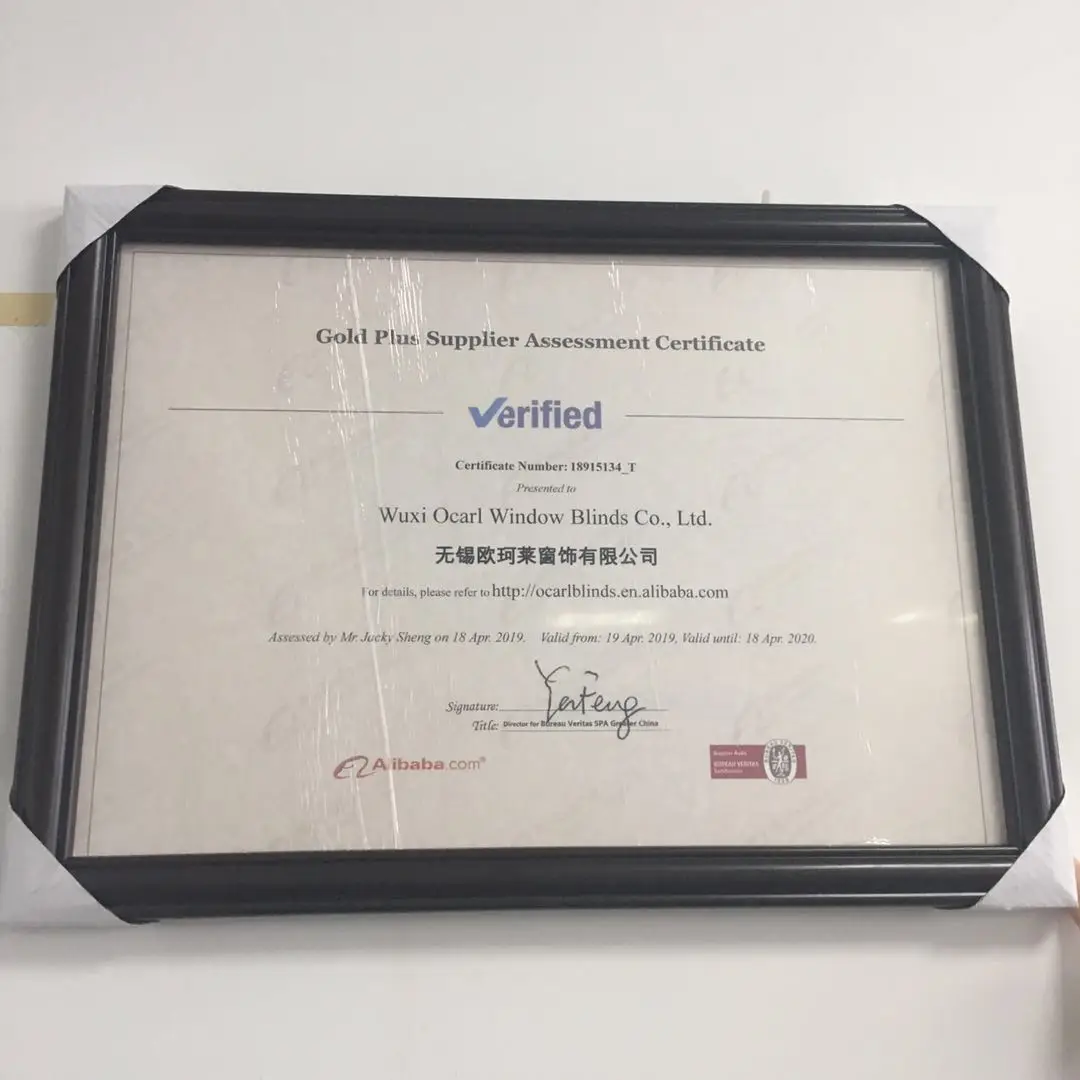 Gold Plus Supplier Assessment Certificate
Verified
Certificate Number: 18915134_T
Presented to
Wuxi Ocarl Window Blinds Co., Ltd.
无锡欧珂莱窗饰有限公司
For details, please refer to http://ocarlblinds.en.alibaba.com
Assessed by Mr. Jacky Sheng on 18 Apr. 2019. Valid from: 19 Apr. 2019, Valid until: 18 Apr. 2020.
Signature:
Title: Director for Bureau Veritas SPA Greater China
Alibaba.com®
BUREAU VERITAS